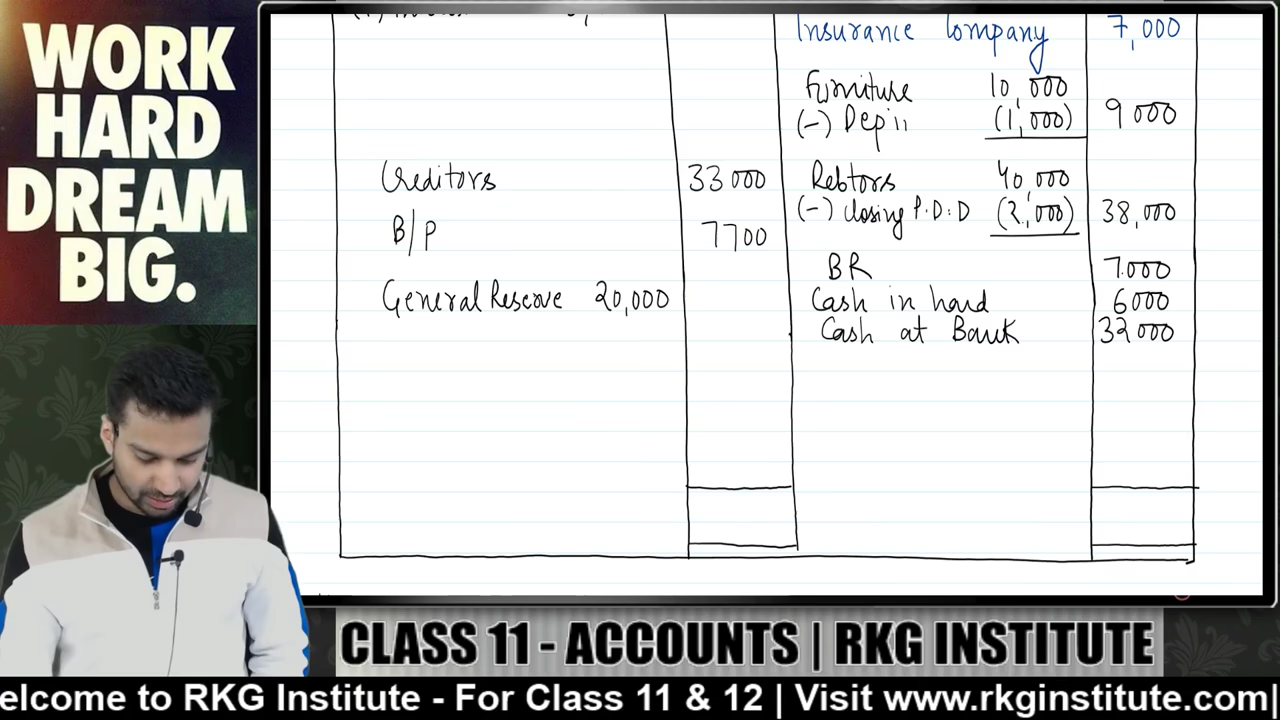 WORK
HARD
DREAM
BIG.
Insurance Company 7,000
Furniture 10,000
(-) Dep'n (1,000) 9000
Creditors 33000
Debtors 40,000
(-) closing P.D.D (2,000) 38,000
B/P 7700
BR 7000
General Reserve 20,000
Cash in hand 6000
Cash at Bank 32000
CLASS 11 - ACCOUNTS | RKG INSTITUTE
elcome to RKG Institute - For Class 11 & 12 | Visit www.rkginstitute.com|